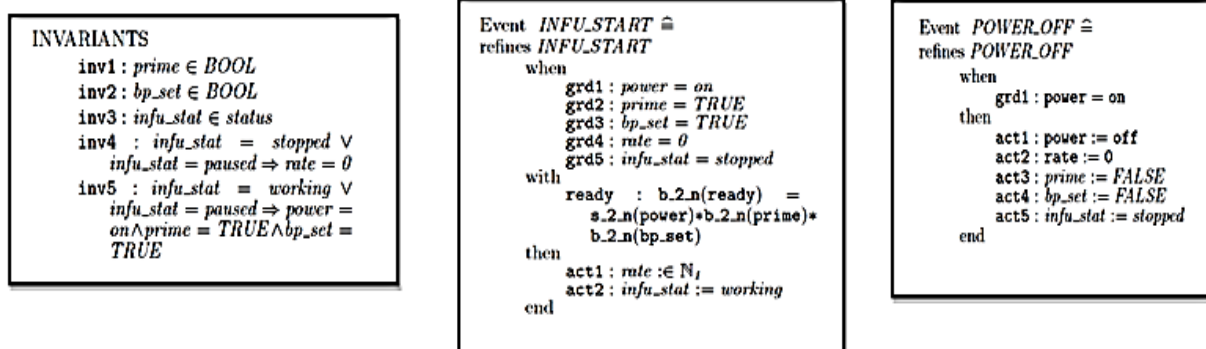 INVARIANTS
inv1 : prime ∈ BOOL
inv2 : bp_set ∈ BOOL
inv3 : infu_stat ∈ status
inv4 : infu_stat = stopped ∨
infu_stat = paused ⇒ rate = 0
inv5 : infu_stat = working ∨
infu_stat = paused ⇒ power =
on∧prime = TRUE∧bp_set =
TRUE
Event INFU_START ≙
refines INFU_START
when
grd1 : power = on
grd2 : prime = TRUE
grd3 : bp_set = TRUE
grd4 : rate = 0
grd5 : infu_stat = stopped
with
ready : b_2_n(ready) =
s_2_n(power)*b_2_n(prime)*
b_2_n(bp_set)
then
act1 : rate :∈ ℕ₁
act2 : infu_stat := working
end
Event POWER_OFF ≙
refines POWER_OFF
when
grd1 : power = on
then
act1 : power := off
act2 : rate := 0
act3 : prime := FALSE
act4 : bp_set := FALSE
act5 : infu_stat := stopped
end